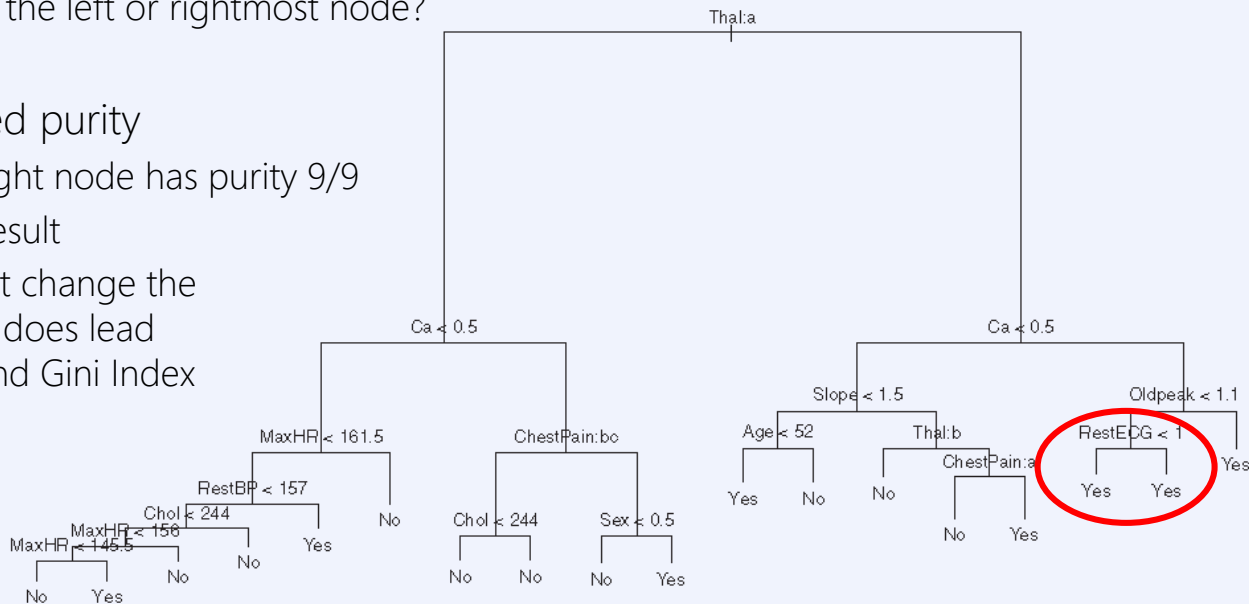 the left or rightmost node?
ed purity
ght node has purity 9/9
esult
t change the
does lead
nd Gini Index
Thal:a
Ca < 0.5
Ca < 0.5
Slope < 1.5
Oldpeak < 1.1
MaxHR < 161.5
ChestPain:bc
Age < 52
Thal:b
RestECG < 1
ChestPain:a
Yes
RestBP < 157
Yes
No
No
Yes
Yes
Chol < 244
No
Chol < 244
Sex < 0.5
MaxHR < 156
No
Yes
MaxHR < 145.5
Yes
No
No
No
No
No
Yes
No
Yes